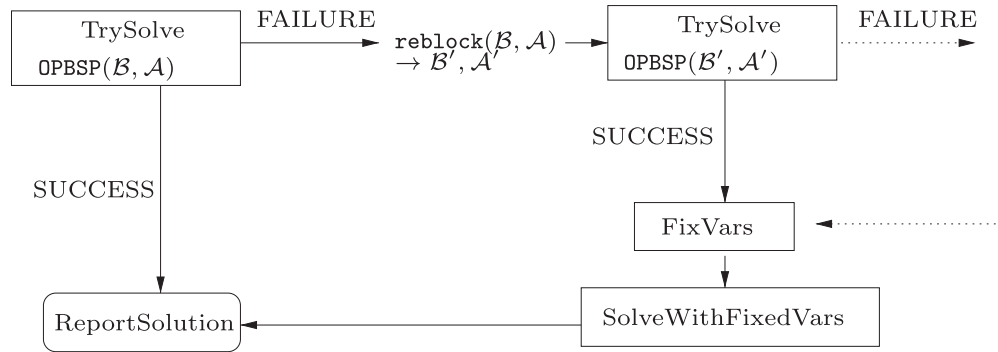 TrySolve
OPBSP(ℬ, 𝒜)
FAILURE
reblock(ℬ, 𝒜)
→ ℬ′, 𝒜′
TrySolve
OPBSP(ℬ′, 𝒜′)
FAILURE
SUCCESS
SUCCESS
FixVars
ReportSolution
SolveWithFixedVars